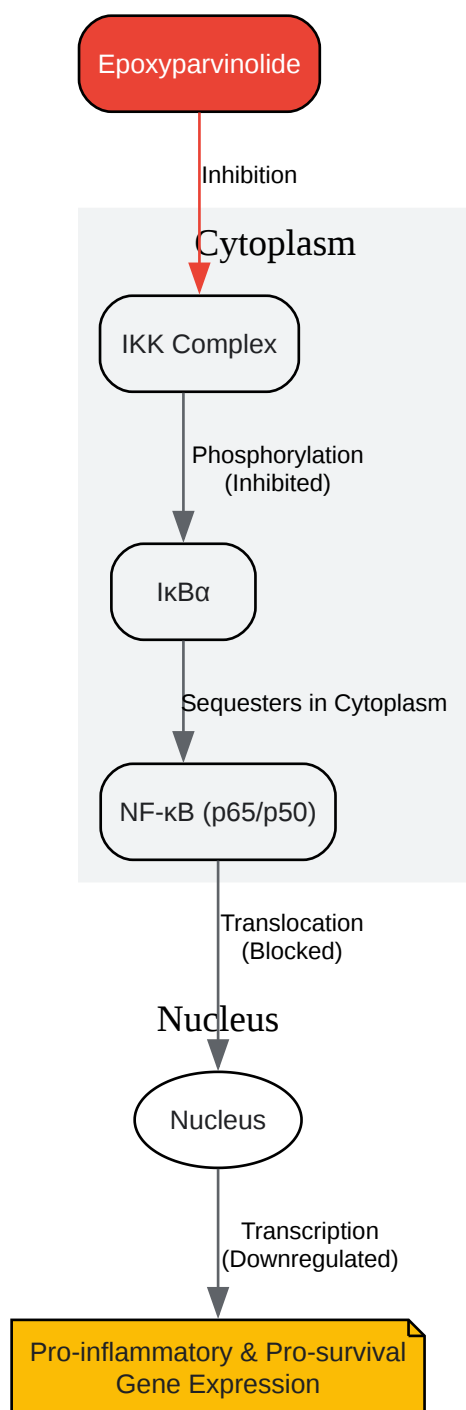 Epoxyparvinolide
Inhibition
Cytoplasm
IKK Complex
Phosphorylation
(Inhibited)
IκBα
Sequesters in Cytoplasm
NF-κB (p65/p50)
Translocation
(Blocked)
Nucleus
Nucleus
Transcription
(Downregulated)
Pro-inflammatory & Pro-survival
Gene Expression